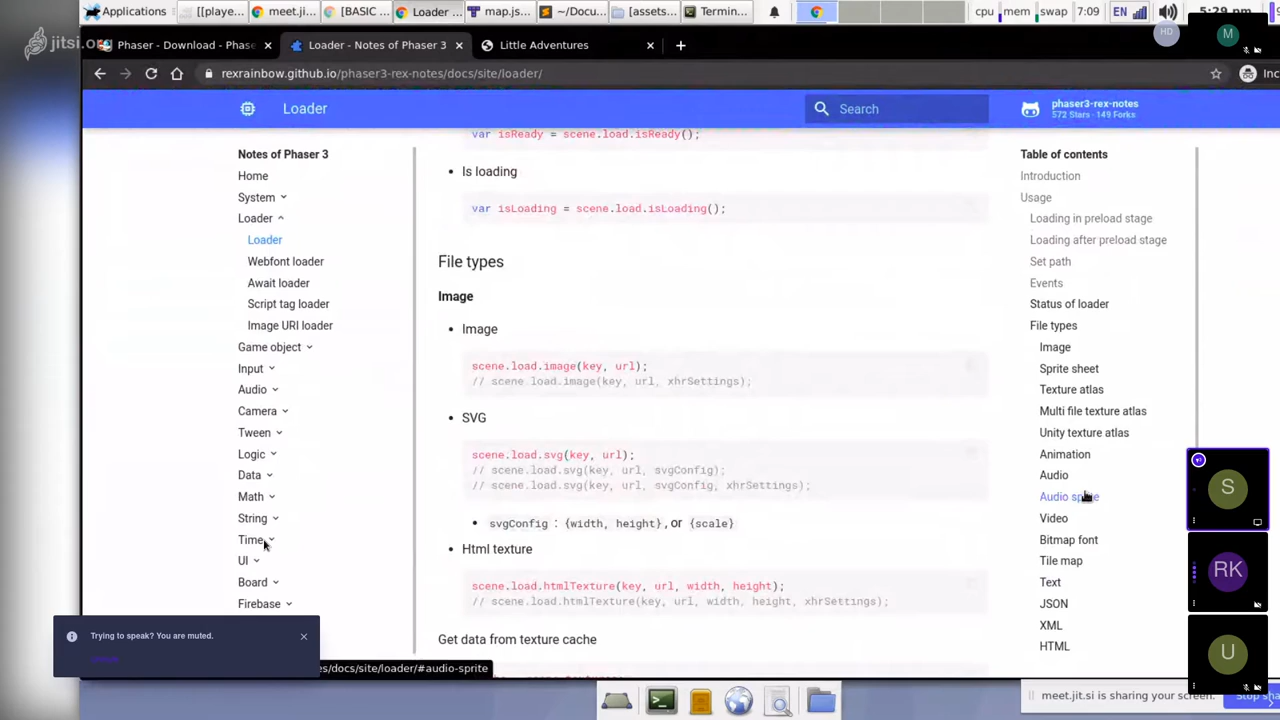 Applications
[[playe...
meet.ji...
[BASIC ...
Loader ...
map.js...
~/Docu...
[assets...
Termin...
cpu
mem
swap
7:09
EN
5:29 pm
jitsi.org
Phaser - Download - Phase
Loader - Notes of Phaser 3
Little Adventures
rexrainbow.github.io/phaser3-rex-notes/docs/site/loader/
Inc
HD
M
Loader
Search
phaser3-rex-notes
572 Stars · 149 Forks
Notes of Phaser 3
Home
System
Loader
Loader
Webfont loader
Await loader
Script tag loader
Image URI loader
Game object
Input
Audio
Camera
Tween
Logic
Data
Math
String
Time
UI
Board
Firebase
var isReady = scene.load.isReady();
Is loading
var isLoading = scene.load.isLoading();
File types
Image
Image
scene.load.image(key, url);
// scene.load.image(key, url, xhrSettings);
SVG
scene.load.svg(key, url);
// scene.load.svg(key, url, svgConfig);
// scene.load.svg(key, url, svgConfig, xhrSettings);
svgConfig : {width, height}, or {scale}
Html texture
scene.load.htmlTexture(key, url, width, height);
// scene.load.htmlTexture(key, url, width, height, xhrSettings);
Get data from texture cache
Table of contents
Introduction
Usage
Loading in preload stage
Loading after preload stage
Set path
Events
Status of loader
File types
Image
Sprite sheet
Texture atlas
Multi file texture atlas
Unity texture atlas
Animation
Audio
Audio sprite
Video
Bitmap font
Tile map
Text
JSON
XML
HTML
S
RK
U
Trying to speak? You are muted.
es/docs/site/loader/#audio-sprite
meet.jit.si is sharing your screen.
Stop sha